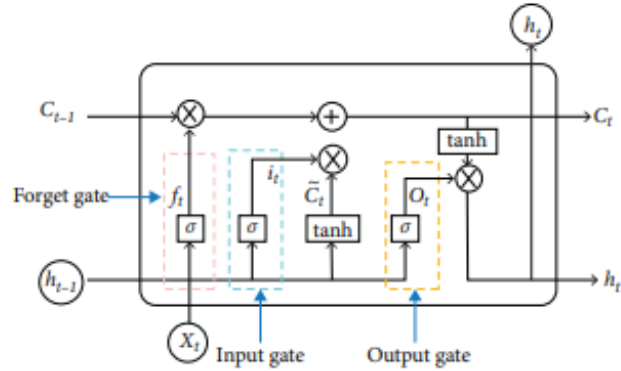 h_t
C_{t-1}
×
+
C_t
tanh
×
i_t
×
Forget gate
f_t
C̃_t
O_t
σ
σ
tanh
σ
h_{t-1}
h_t
X_t
Input gate
Output gate